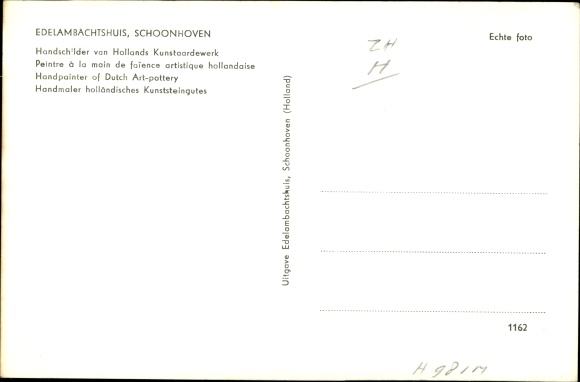 EDELAMBACHTSHUIS, SCHOONHOVEN
Handschilder van Hollands Kunstaardewerk
Peintre à la main de faïence artistique hollandaise
Handpainter of Dutch Art-pottery
Handmaler holländisches Kunststeingutes
Uitgave Edelambachtshuis, Schoonhoven (Holland)
Echte foto
ZH
H
1162